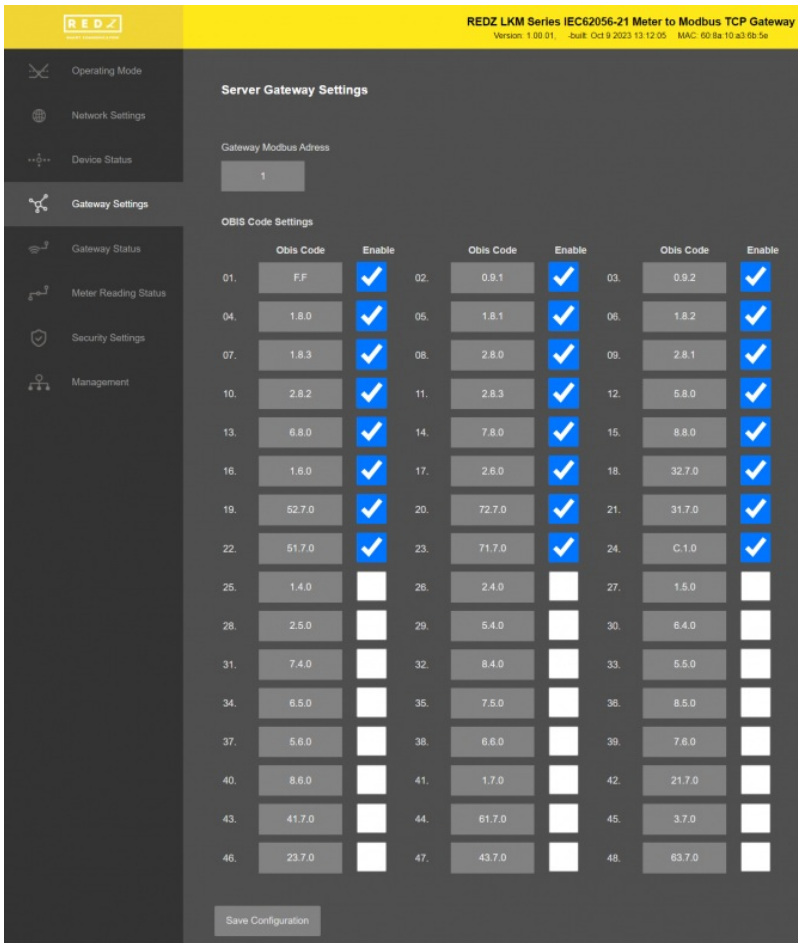 REDZ
SMART COMMUNICATION
REDZ LKM Series IEC62056-21 Meter to Modbus TCP Gateway
Version: 1.00.01, -built: Oct 9 2023 13:12:05 MAC: 60:8a:10:a3:6b:5e
Operating Mode
Network Settings
Device Status
Gateway Settings
Gateway Status
Meter Reading Status
Security Settings
Management
Server Gateway Settings
Gateway Modbus Adress
1
OBIS Code Settings
Obis Code Enable Obis Code Enable Obis Code Enable
01. F.F 02. 0.9.1 03. 0.9.2
04. 1.8.0 05. 1.8.1 06. 1.8.2
07. 1.8.3 08. 2.8.0 09. 2.8.1
10. 2.8.2 11. 2.8.3 12. 5.8.0
13. 6.8.0 14. 7.8.0 15. 8.8.0
16. 1.6.0 17. 2.6.0 18. 32.7.0
19. 52.7.0 20. 72.7.0 21. 31.7.0
22. 51.7.0 23. 71.7.0 24. C.1.0
25. 1.4.0 26. 2.4.0 27. 1.5.0
28. 2.5.0 29. 5.4.0 30. 6.4.0
31. 7.4.0 32. 8.4.0 33. 5.5.0
34. 6.5.0 35. 7.5.0 36. 8.5.0
37. 5.6.0 38. 6.6.0 39. 7.6.0
40. 8.6.0 41. 1.7.0 42. 21.7.0
43. 41.7.0 44. 61.7.0 45. 3.7.0
46. 23.7.0 47. 43.7.0 48. 63.7.0
Save Configuration